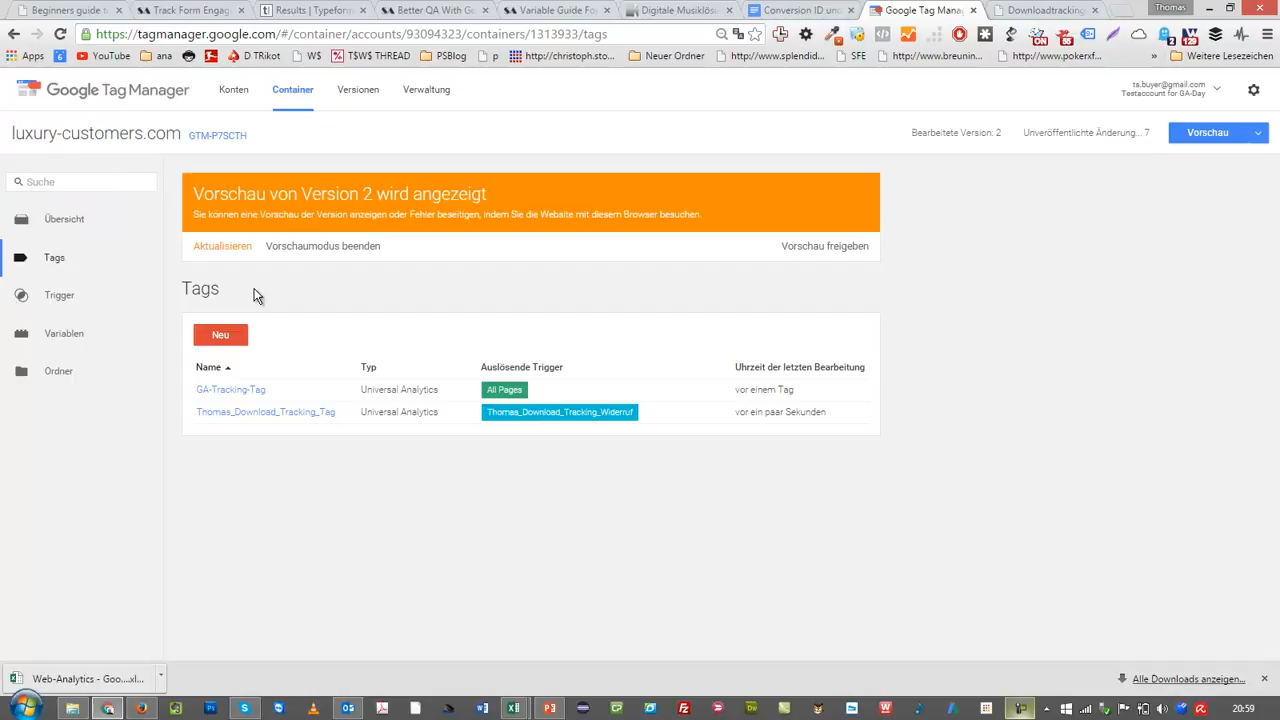 Beginners guide t
Track Form Engag
Results | Typeform
Better QA With Go
Variable Guide Fo
Digitale Musiklöse
Conversion ID und
Google Tag Manag
Downloadtracking
Thomas
https://tagmanager.google.com/#/container/accounts/93094323/containers/1313933/tags
Apps
YouTube
ana
D TRikot
W$
T$W$ THREAD
PSBlog
p
http://christoph.sto...
Neuer Ordner
http://www.splendid...
SFE
http://www.breunin...
http://www.pokerxf...
Weitere Lesezeichen
Google Tag Manager
Konten
Container
Versionen
Verwaltung
ts.buyer@gmail.com
Testaccount for GA-Day
luxury-customers.com GTM-P7SCTH
Bearbeitete Version: 2
Unveröffentlichte Änderung... 7
Vorschau
Suche
Übersicht
Tags
Trigger
Variablen
Ordner
Vorschau von Version 2 wird angezeigt
Sie können eine Vorschau der Version anzeigen oder Fehler beseitigen, indem Sie die Website mit diesem Browser besuchen.
Aktualisieren Vorschaumodus beenden Vorschau freigeben
Tags
Neu
Name Typ Auslösende Trigger Uhrzeit der letzten Bearbeitung
GA-Tracking-Tag Universal Analytics All Pages vor einem Tag
Thomas_Download_Tracking_Tag Universal Analytics Thomas_Download_Tracking_Widerruf vor ein paar Sekunden
Web-Analytics - Goo....xl...
Alle Downloads anzeigen...
20:59